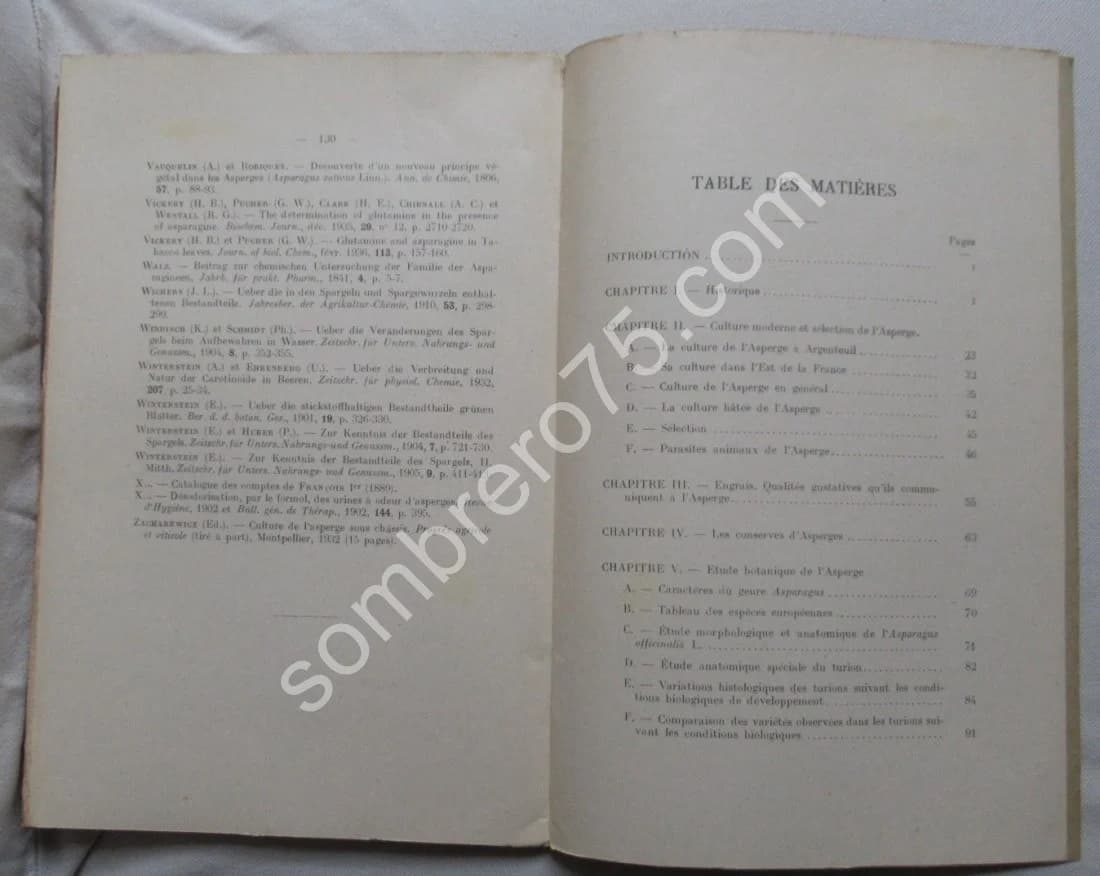 — 130 —
VAUQUELIN (A.) et ROBIQUET. — Découverte d'un nouveau principe vé-
gétal dans les Asperges (Asparagus sativus Linn.). Ann. de Chimie, 1806,
57, p. 88-93.
VICKERY (H. B.), PUCHER (G. W.), CLARK (H. E.), CHIBNALL (A. C.) et
WESTALL (R. G.) — The determination of glutamine in the presence
of asparagine. Biochem. Journ., déc. 1935, 29, n° 12, p. 2710-2720.
VICKERY (H. B.) et PUCHER (G. W.). — Glutamine and asparagine in To-
bacco leaves. Journ. of biol. Chem., févr. 1936, 113, p. 157-160.
WALZ. — Beitrag zur chemischen Untersuchung der Familie der Aspa-
ragineen. Jahrb. für prakt. Pharm., 1841, 4, p. 5-7.
WICHERS (J. L.). — Ueber die in den Spargeln und Spargewurzeln enthal-
tenen Bestandteile. Jahresber. der Agrikultur-Chemie, 1910, 53, p. 298-
299.
WINDISCH (K.) et SCHMIDT (Ph.). — Ueber die Veränderungen des Spar-
gels beim Aufbewahren in Wasser. Zeitschr. für Unters. Nahrungs- und
Genussm., 1904, 8, p. 352-355.
WINTERSTEIN (A.) et EHRENBERG (U.). — Ueber die Verbreitung und
Natur der Carotinoide in Beeren. Zeitschr. für physiol. Chemie, 1932,
207, p. 25-34.
WINTERSTEIN (E.). — Ueber die stickstoffhaltigen Bestandtheile grünen
Blätter. Ber. d. d. botan. Ges., 1901, 19, p. 326-330.
WINTERSTEIN (E.) et HUBER (P.). — Zur Kenntnis der Bestandteile des
Spargels. Zeitschr. für Unters. Nahrungs-und Genussm., 1904, 7, p. 721-730.
WINTERSTEIN (E.). — Zur Kenntnis der Bestandteile des Spargels, II.
Mitth. Zeitschr. für Unters. Nahrungs- und Genussm., 1905, 9, p. 411-41
X... — Catalogue des comptes de FRANÇOIS Ier (1889).
X... — Désodorisation, par le formol, des urines à odeur d'asperges,
d'Hygiène, 1902 et Bull. gén. de Thérap., 1902, 144, p. 395.
ZACHAREWICZ (Ed.). — Culture de l'asperge sous châssis. Progrès agricole
et viticole (tiré à part), Montpellier, 1932 (15 pages).
TABLE DES MATIÈRES
Pages
INTRODUCTION 1
CHAPITRE I. — Historique 1
CHAPITRE II. — Culture moderne et sélection de l'Asperge.
A. — La culture de l'Asperge à Argenteuil 23
B. — Sa culture dans l'Est de la France 32
C. — Culture de l'Asperge en général 35
D. — La culture hâtée de l'Asperge 42
E. — Sélection 45
F. — Parasites animaux de l'Asperge 46
CHAPITRE III. — Engrais. Qualités gustatives qu'ils commu-
niquent à l'Asperge 55
CHAPITRE IV. — Les conserves d'Asperges 63
CHAPITRE V. — Etude botanique de l'Asperge
A. — Caractères du genre Asparagus 69
B. — Tableau des espèces européennes 70
C. — Étude morphologique et anatomique de l'Asparagus
officinalis L. 71
D. — Étude anatomique spéciale du turion 82
E. — Variations histologiques des turions suivant les condi-
tions biologiques de développement 84
F. — Comparaison des variétés observées dans les turions sui-
vant les conditions biologiques 91
sombrero75.com